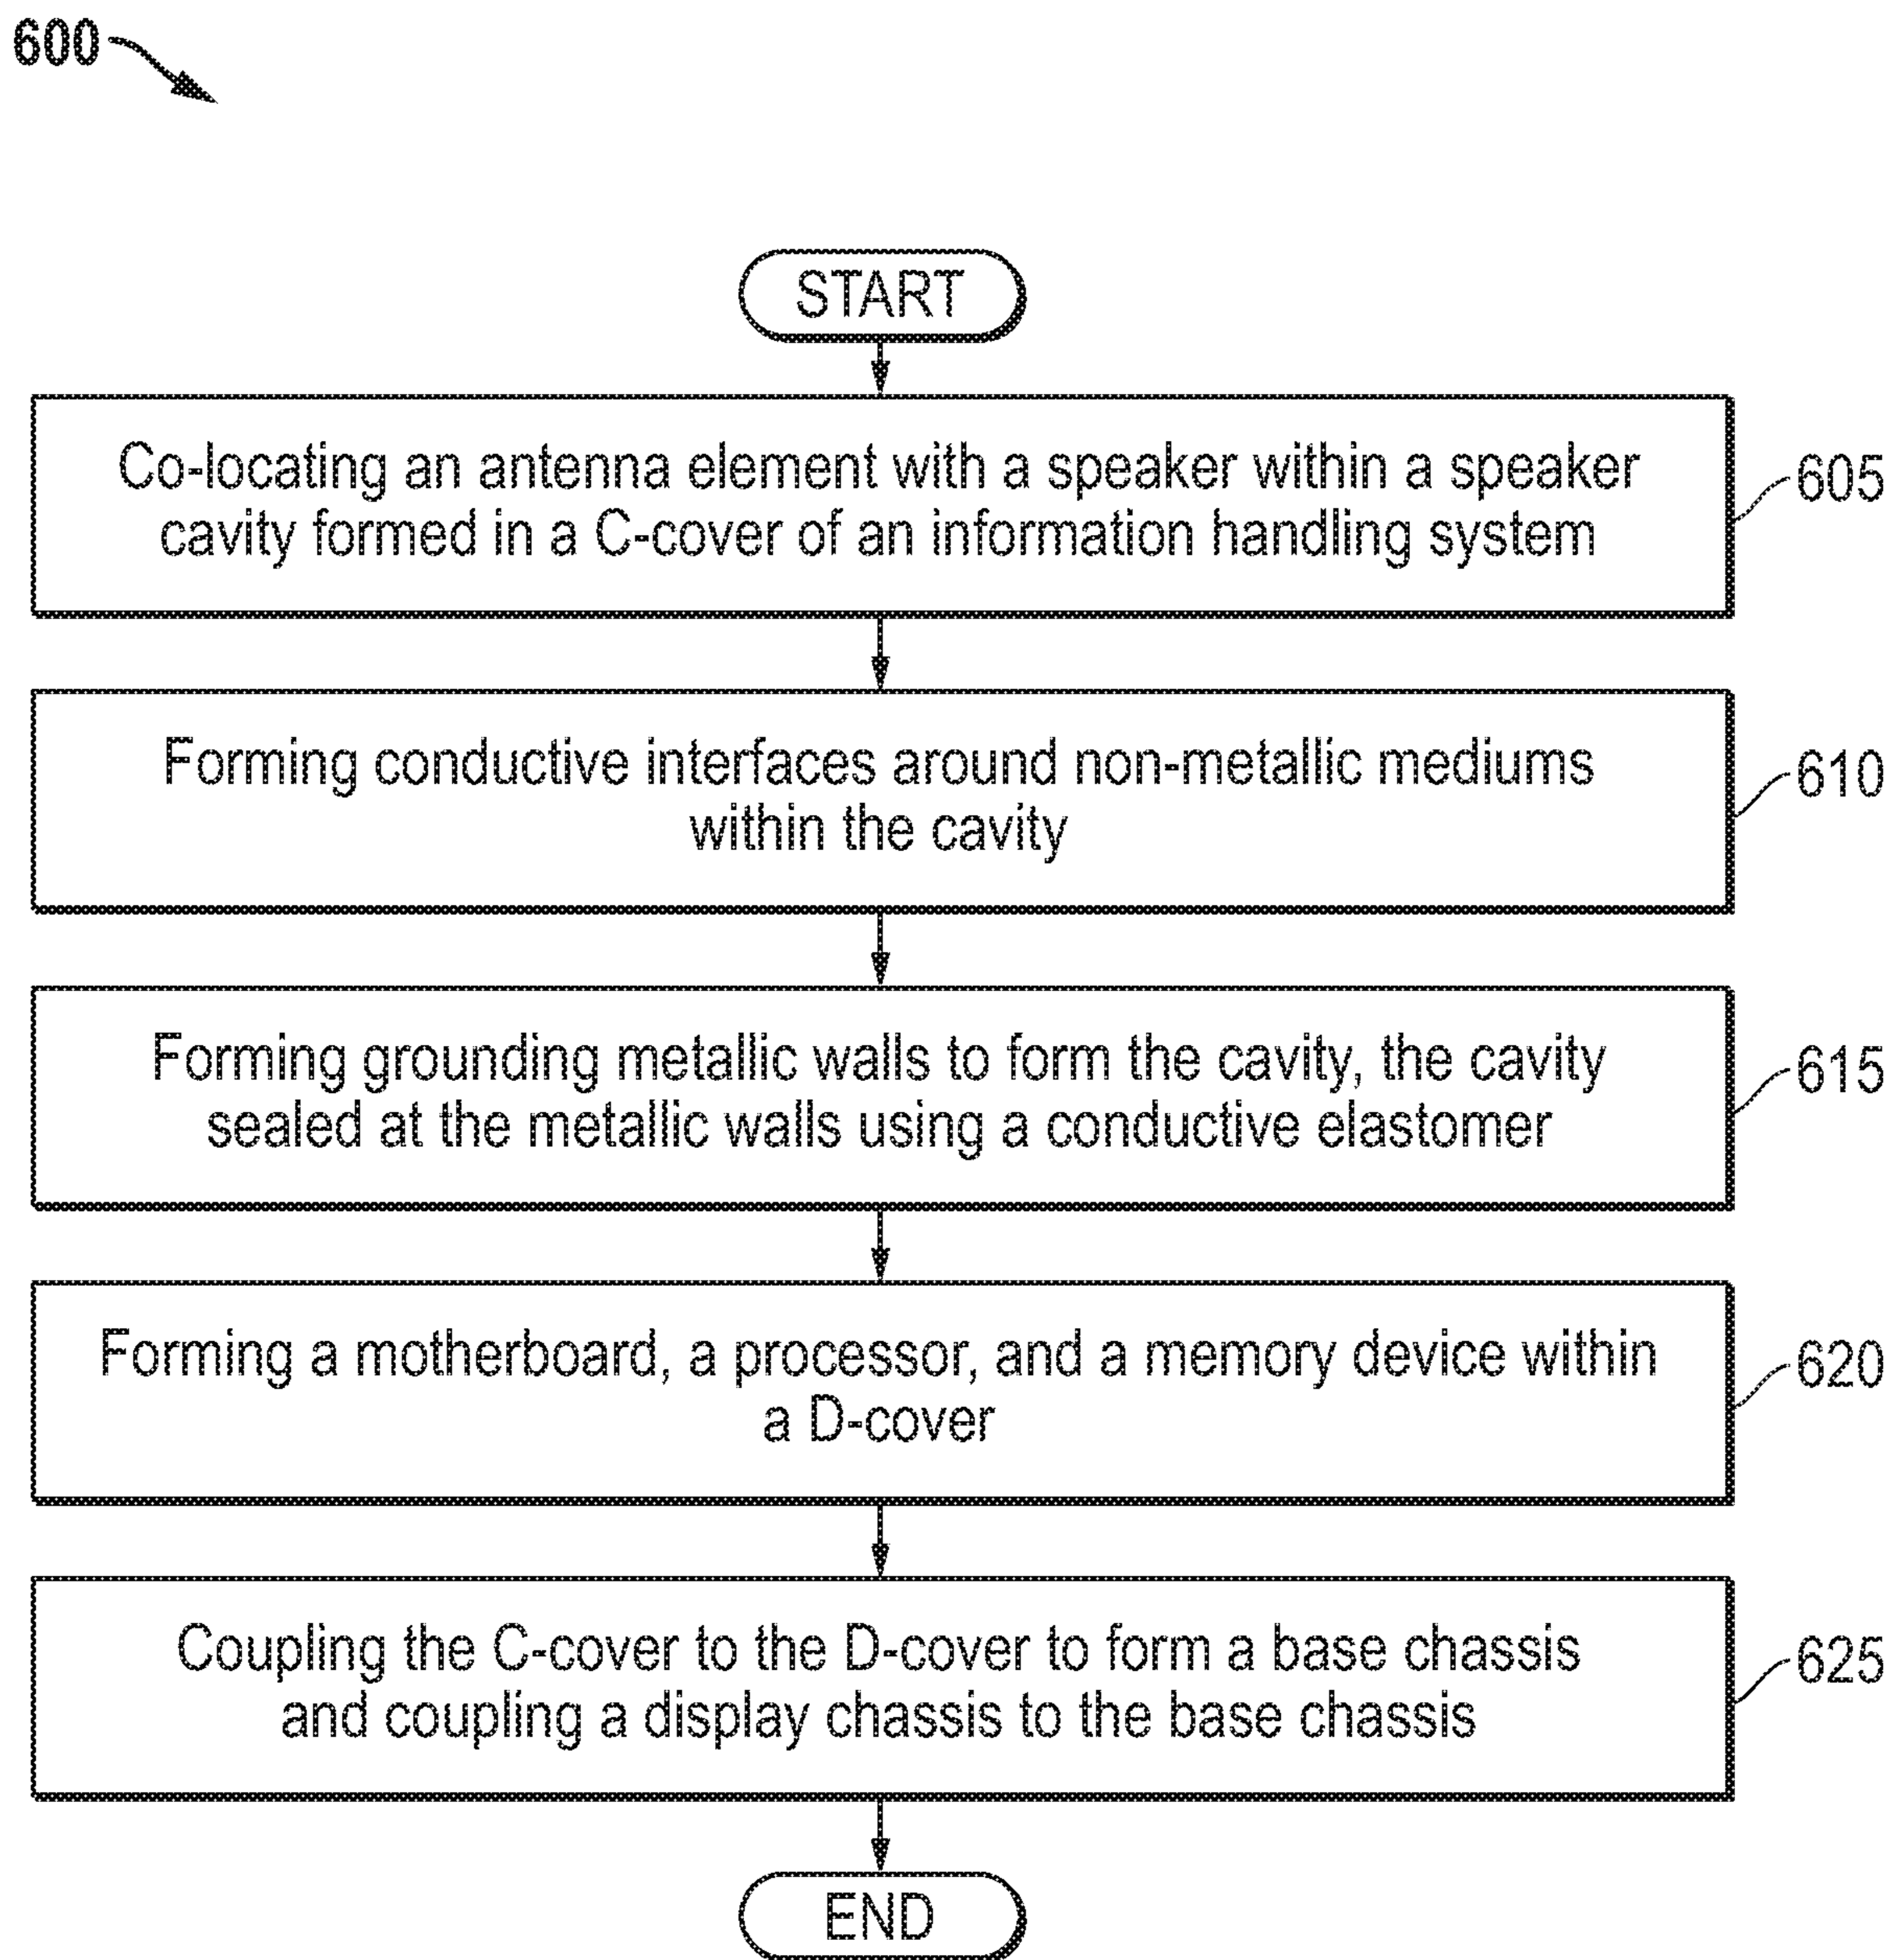 600
START
Co-locating an antenna element with a speaker within a speaker
cavity formed in a C-cover of an information handling system
605
Forming conductive interfaces around non-metallic mediums
within the cavity
610
Forming grounding metallic walls to form the cavity, the cavity
sealed at the metallic walls using a conductive elastomer
615
Forming a motherboard, a processor, and a memory device within
a D-cover
620
Coupling the C-cover to the D-cover to form a base chassis
and coupling a display chassis to the base chassis
625
END